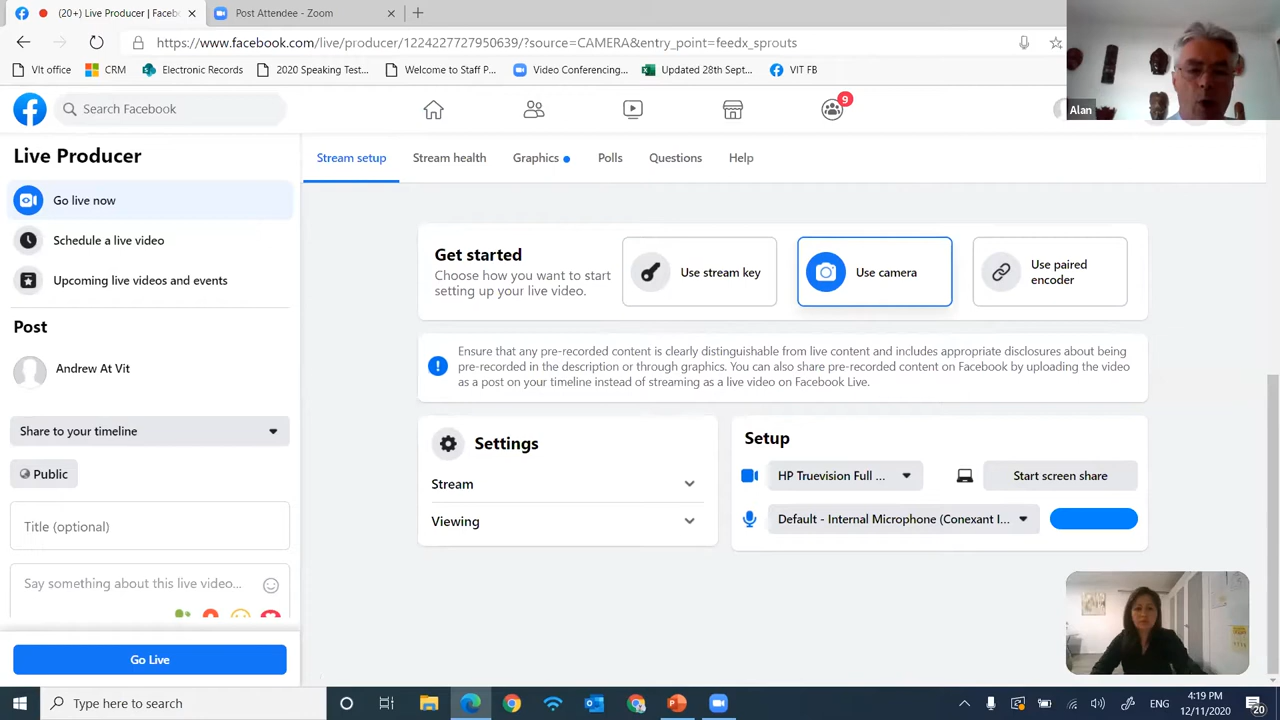 (20+) Live Producer | Faceb
Post Attendee - Zoom
https://www.facebook.com/live/producer/1224227727950639/?source=CAMERA&entry_point=feedx_sprouts
VIt office
CRM
Electronic Records
2020 Speaking Test...
Welcome to Staff P...
Video Conferencing...
Updated 28th Sept...
VIT FB
Alan
Search Facebook
9
Live Producer
Go live now
Schedule a live video
Upcoming live videos and events
Post
Andrew At Vit
Share to your timeline
Public
Title (optional)
Say something about this live video...
Go Live
Stream setup
Stream health
Graphics
Polls
Questions
Help
Get started
Choose how you want to start
setting up your live video.
Use stream key
Use camera
Use paired
encoder
Ensure that any pre-recorded content is clearly distinguishable from live content and includes appropriate disclosures about being
pre-recorded in the description or through graphics. You can also share pre-recorded content on Facebook by uploading the video
as a post on your timeline instead of streaming as a live video on Facebook Live.
Settings
Stream
Viewing
Setup
HP Truevision Full ...
Start screen share
Default - Internal Microphone (Conexant I...
Type here to search
ENG
4:19 PM
12/11/2020
20